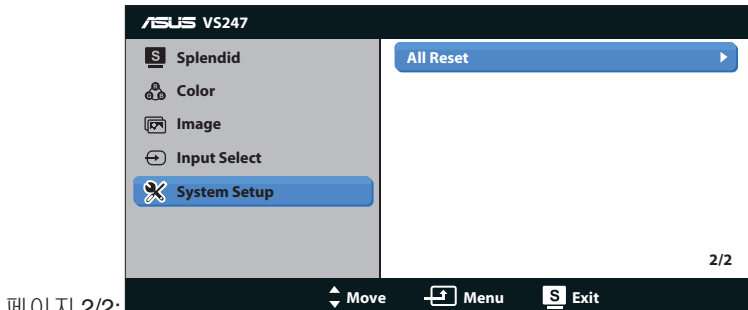 ASUS VS247
Splendid
Color
Image
Input Select
System Setup
All Reset
2/2
페이지 2/2:
Move Menu S Exit